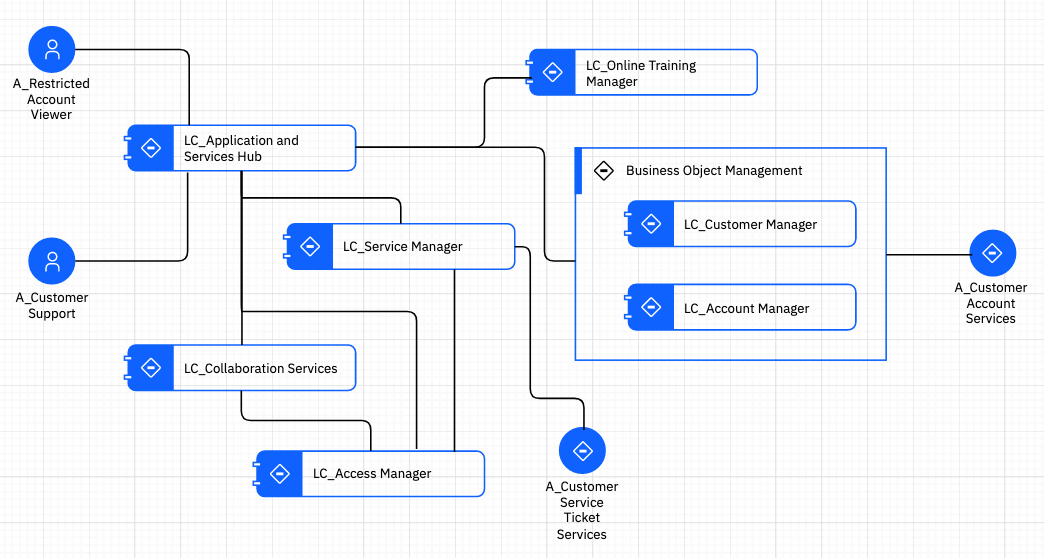 A_Restricted
Account
Viewer
LC_Online Training
Manager
LC_Application and
Services Hub
Business Object Management
LC_Customer Manager
LC_Service Manager
A_Customer
Support
A_Customer
Account
Services
LC_Account Manager
LC_Collaboration Services
LC_Access Manager
A_Customer
Service
Ticket
Services